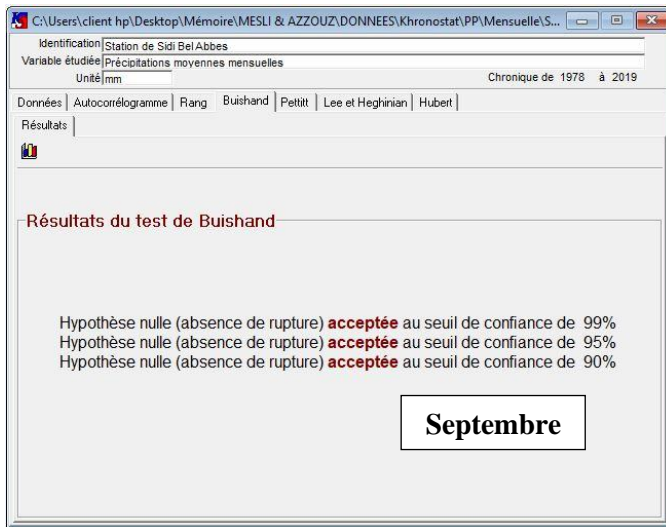 C:\Users\client hp\Desktop\Mémoire\MESLI & AZZOUZ\DONNEES\Khronostat\PP\Mensuelle\S...
Identification Station de Sidi Bel Abbes
Variable étudiée Précipitations moyennes mensuelles
Unité mm Chronique de 1978 à 2019
Données Autocorrélogramme Rang Buishand Pettitt Lee et Heghinian Hubert
Résultats
Résultats du test de Buishand
Hypothèse nulle (absence de rupture) acceptée au seuil de confiance de 99%
Hypothèse nulle (absence de rupture) acceptée au seuil de confiance de 95%
Hypothèse nulle (absence de rupture) acceptée au seuil de confiance de 90%
Septembre